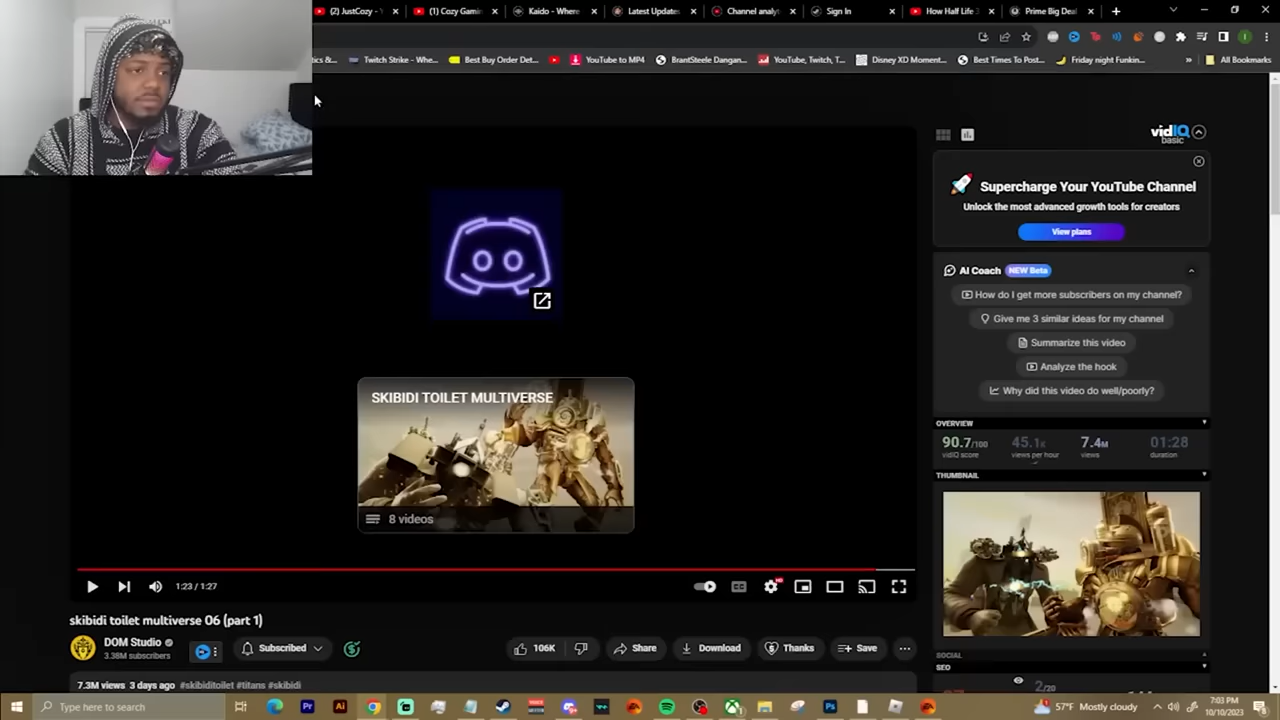 (2) JustCozy - Y
(1) Cozy Gamin
Kaido - Where
Latest Update
Channel analyt
Sign In
How Half Life
Prime Big Dea
Twitch Strike - Whe...
Best Buy Order Det...
YouTube to MP4
BrantSteele Dangan...
YouTube, Twitch, T...
Disney XD Moment...
Best Times To Post...
Friday night Funkin...
»
All Bookmarks
vidIQ
basic
Supercharge Your YouTube Channel
Unlock the most advanced growth tools for creators
View plans
AI Coach NEW Beta
How do I get more subscribers on my channel?
Give me 3 similar ideas for my channel
Summarize this video
Analyze the hook
Why did this video do well/poorly?
OVERVIEW
90.7/100 45.1k 7.4M 01:28
vidIQ score views per hour views duration
THUMBNAIL
SKIBIDI TOILET MULTIVERSE
8 videos
1:23 / 1:27
HD
skibidi toilet multiverse 06 (part 1)
DOM Studio
3.38M subscribers
Subscribed
106K
Share
Download
Thanks
Save
SOCIAL
SEO
2/20
7.3M views 3 days ago #skibiditoilet #titans #skibidi
Type here to search
Pr
Ai
Ps
57°F Mostly cloudy
7:03 PM
10/10/2023